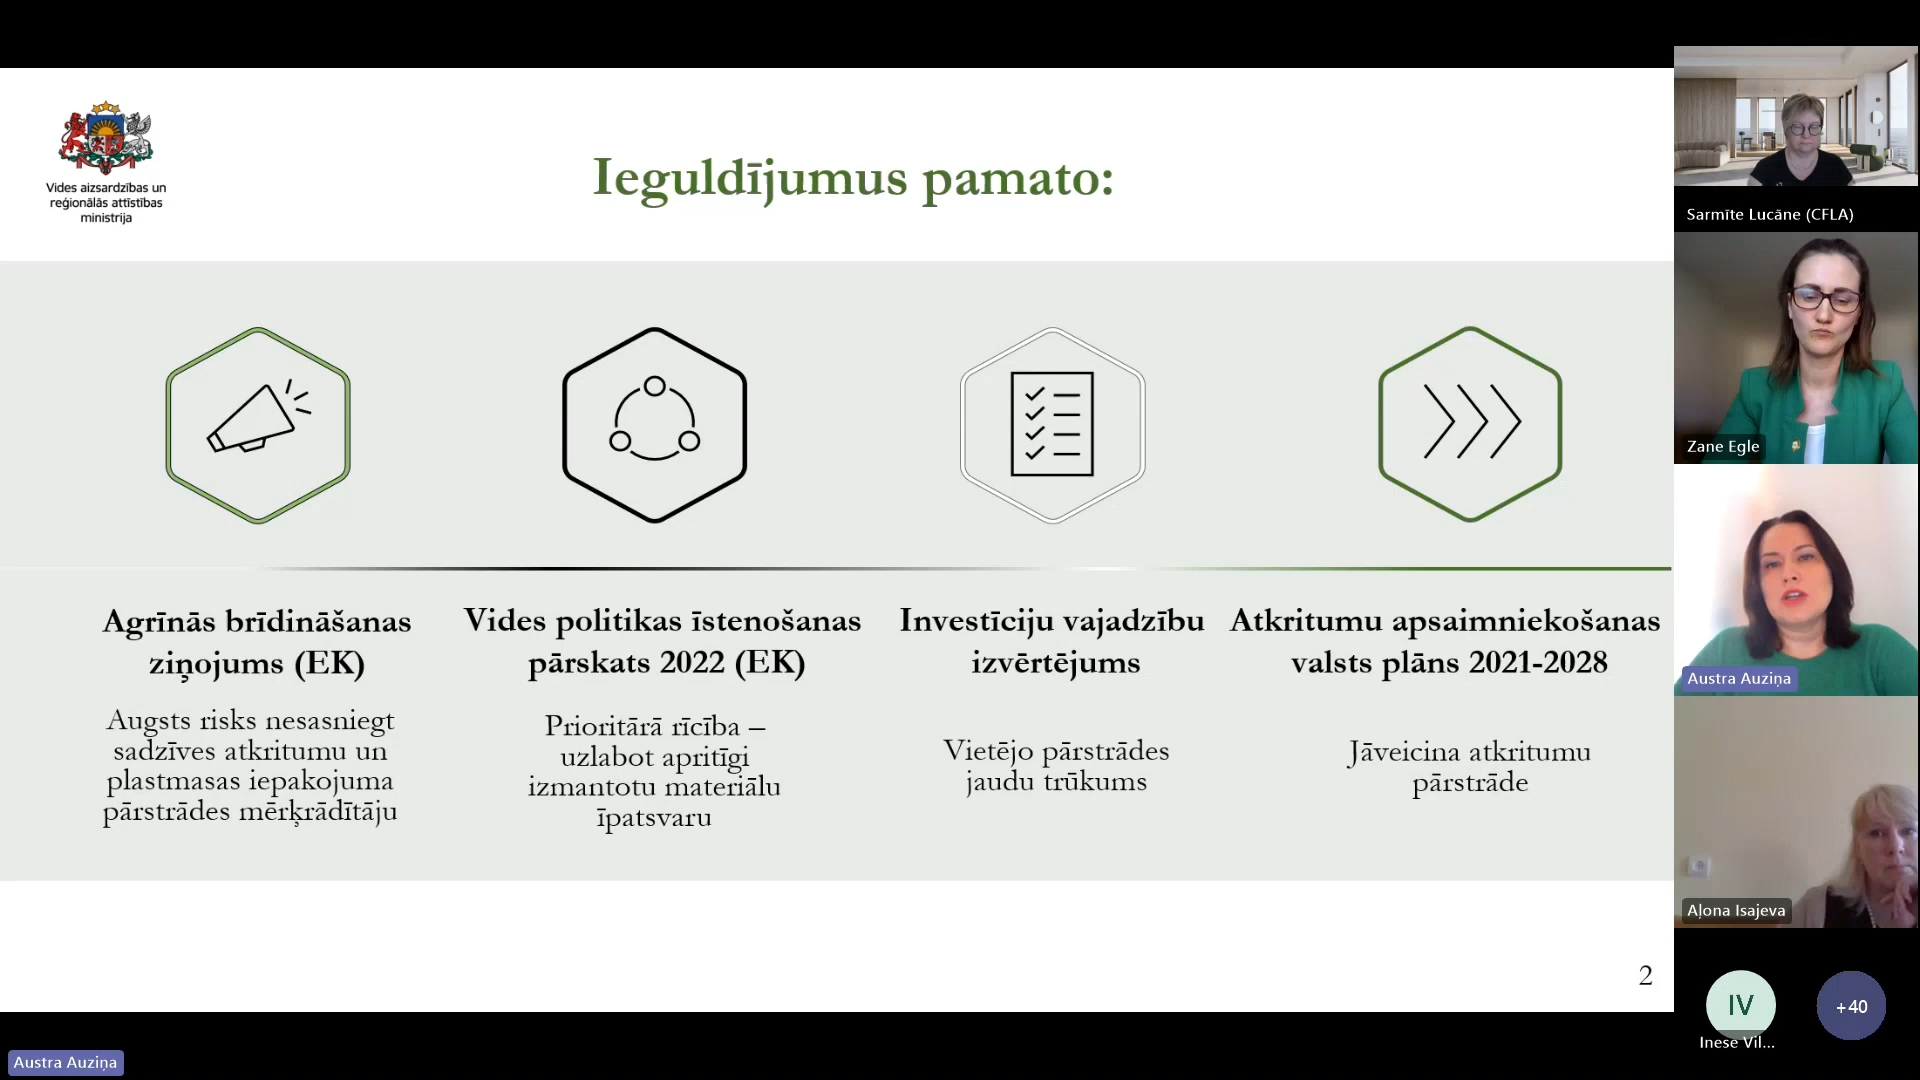 Vides aizsardzības un
reģionālās attīstības
ministrija
Ieguldījumus pamato:
Agrīnās brīdināšanas
ziņojums (EK)
Augsts risks nesasniegt
sadzīves atkritumu un
plastmasas iepakojuma
pārstrādes mērķrādītāju
Vides politikas īstenošanas
pārskats 2022 (EK)
Prioritārā rīcība –
uzlabot apritīgi
izmantotu materiālu
īpatsvaru
Investīciju vajadzību
izvērtējums
Vietējo pārstrādes
jaudu trūkums
Atkritumu apsaimniekošanas
valsts plāns 2021-2028
Jāveicina atkritumu
pārstrāde
2
Sarmīte Lucāne (CFLA)
Zane Egle
Austra Auziņa
Aļona Isajeva
IV
+40
Inese Vil...
Austra Auziņa